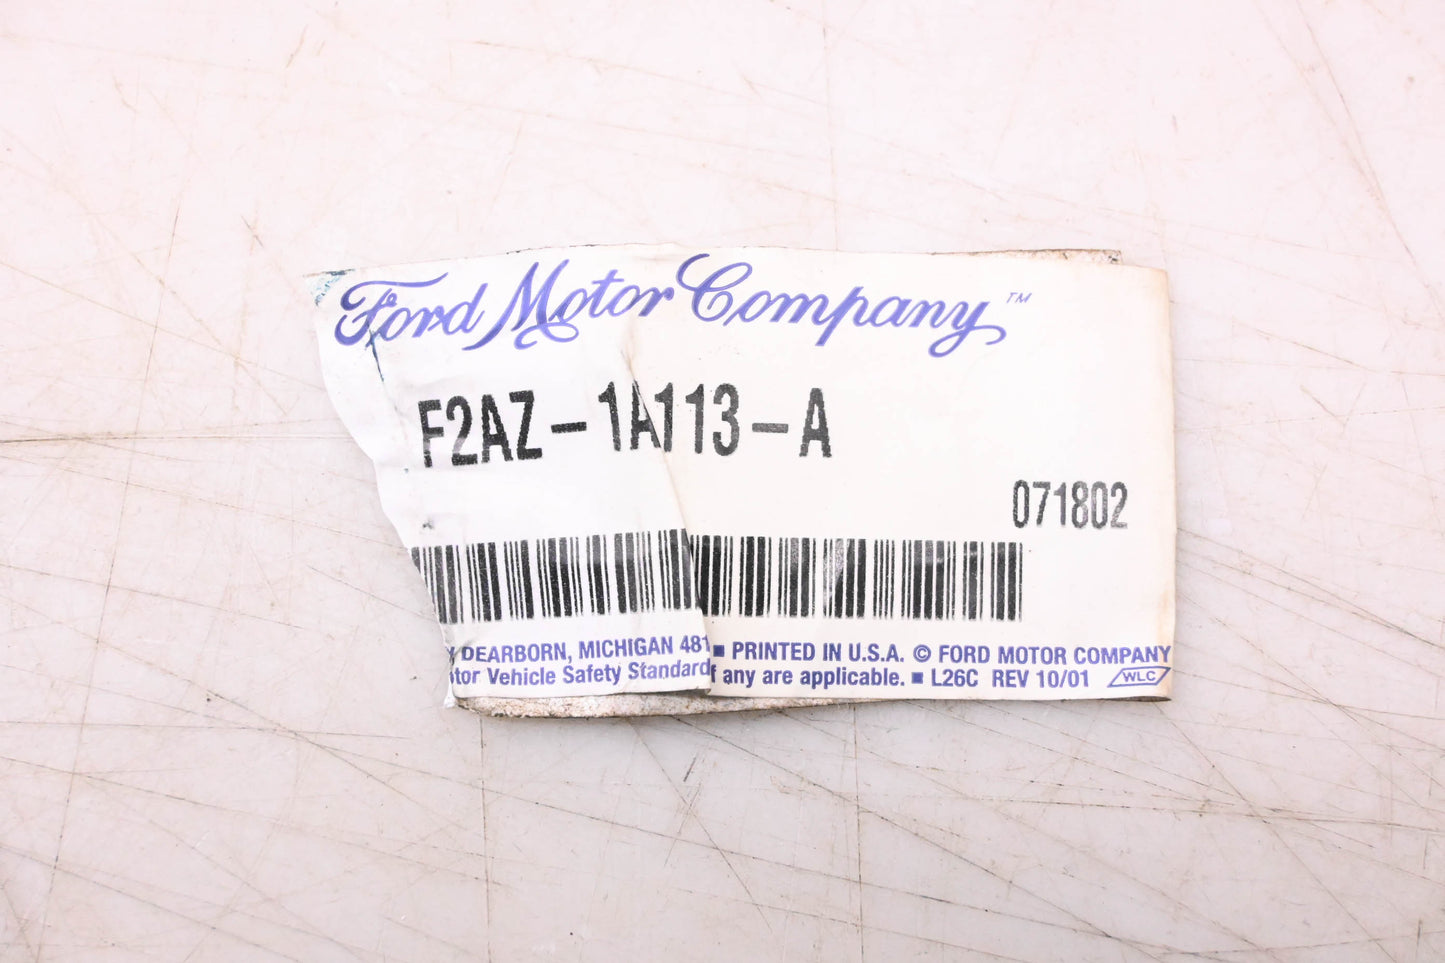 Ford Motor Company™
F2AZ-1A113-A
071802
DEARBORN, MICHIGAN 481 ■ PRINTED IN U.S.A. © FORD MOTOR COMPANY
Vehicle Safety Standard any are applicable. ■ L26C REV 10/01 WLC